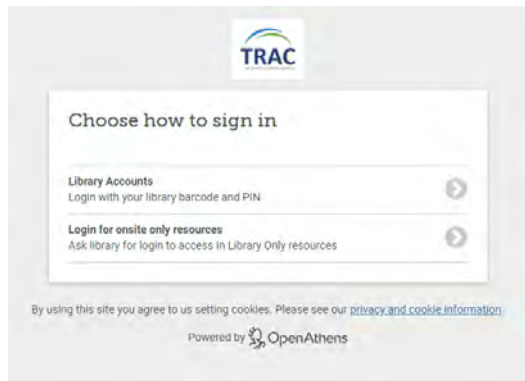 TRAC
Choose how to sign in
Library Accounts
Login with your library barcode and PIN
Login for onsite only resources
Ask library for login to access In Library Only resources
By using this site you agree to us setting cookies. Please see our privacy and cookie information
Powered by OpenAthens